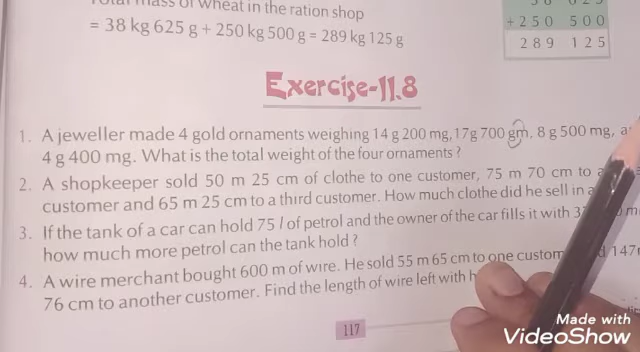 Total mass of wheat in the ration shop
= 38 kg 625 g + 250 kg 500 g = 289 kg 125 g
+ 2 5 0 5 0 0
2 8 9 1 2 5
Exercise-11.8
1. A jeweller made 4 gold ornaments weighing 14 g 200 mg, 17g 700 gm, 8 g 500 mg,
4 g 400 mg. What is the total weight of the four ornaments ?
2. A shopkeeper sold 50 m 25 cm of clothe to one customer, 75 m 70 cm to
customer and 65 m 25 cm to a third customer. How much clothe did he sell in
3. If the tank of a car can hold 75 l of petrol and the owner of the car fills it with
how much more petrol can the tank hold ?
4. A wire merchant bought 600 m of wire. He sold 55 m 65 cm to one 147
76 cm to another customer. Find the length of wire left with
117
Made with
VideoShow